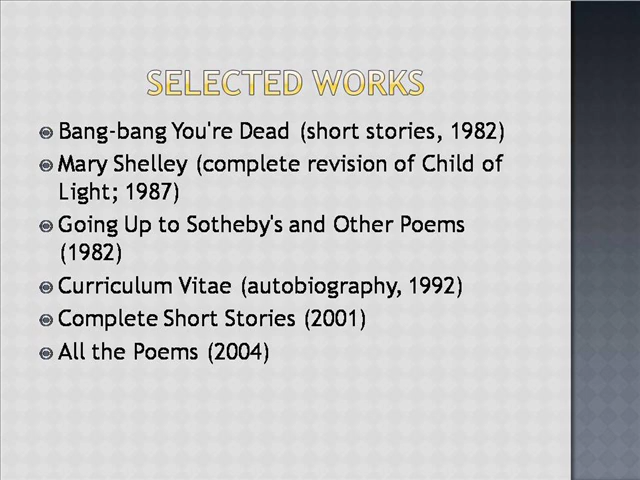 SELECTED WORKS
Bang-bang You're Dead (short stories, 1982)
Mary Shelley (complete revision of Child of
Light; 1987)
Going Up to Sotheby's and Other Poems
(1982)
Curriculum Vitae (autobiography, 1992)
Complete Short Stories (2001)
All the Poems (2004)